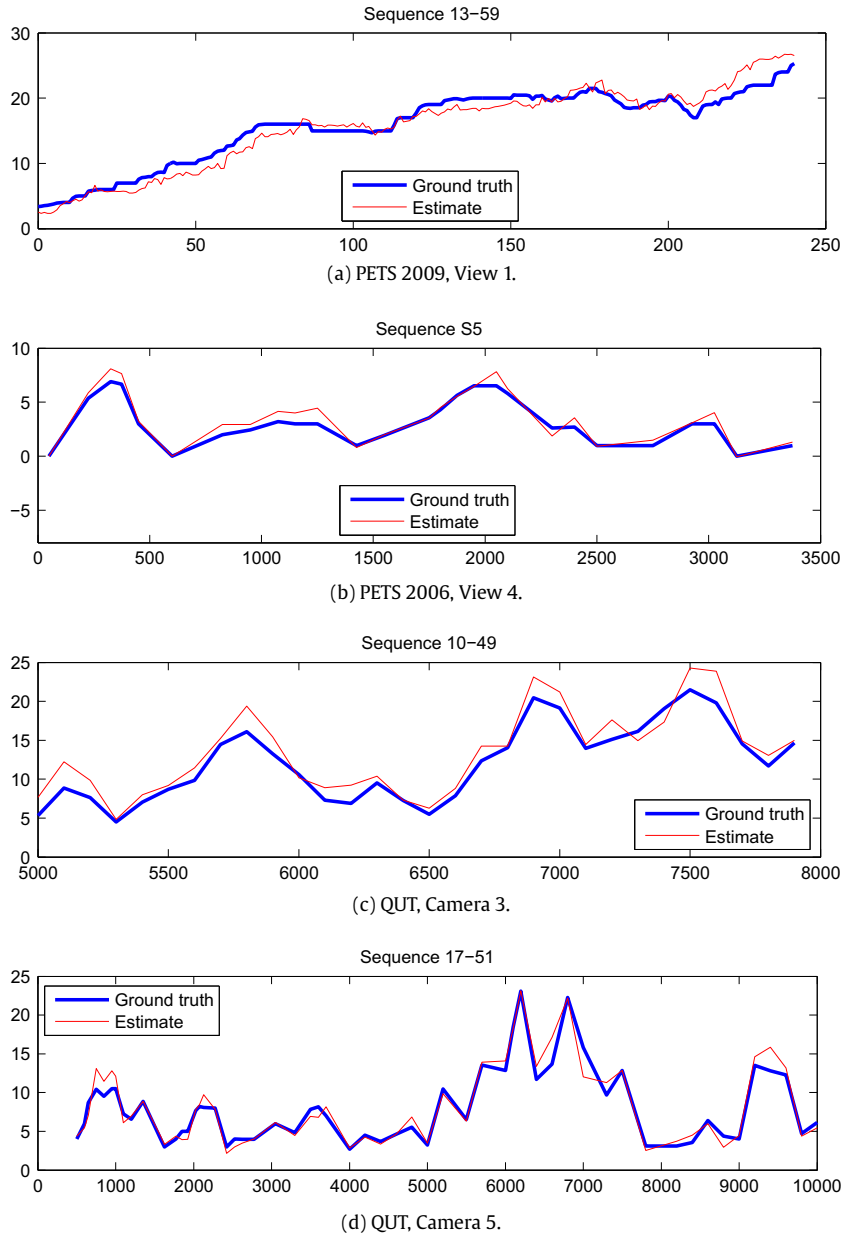 Sequence 13−59
30
20
10
0
0 50 100 150 200 250
Ground truth
Estimate
(a) PETS 2009, View 1.
Sequence S5
10
5
0
−5
0 500 1000 1500 2000 2500 3000 3500
Ground truth
Estimate
(b) PETS 2006, View 4.
Sequence 10−49
25
20
15
10
5
0
5000 5500 6000 6500 7000 7500 8000
Ground truth
Estimate
(c) QUT, Camera 3.
Sequence 17−51
25
20
15
10
5
0
0 1000 2000 3000 4000 5000 6000 7000 8000 9000 10000
Ground truth
Estimate
(d) QUT, Camera 5.